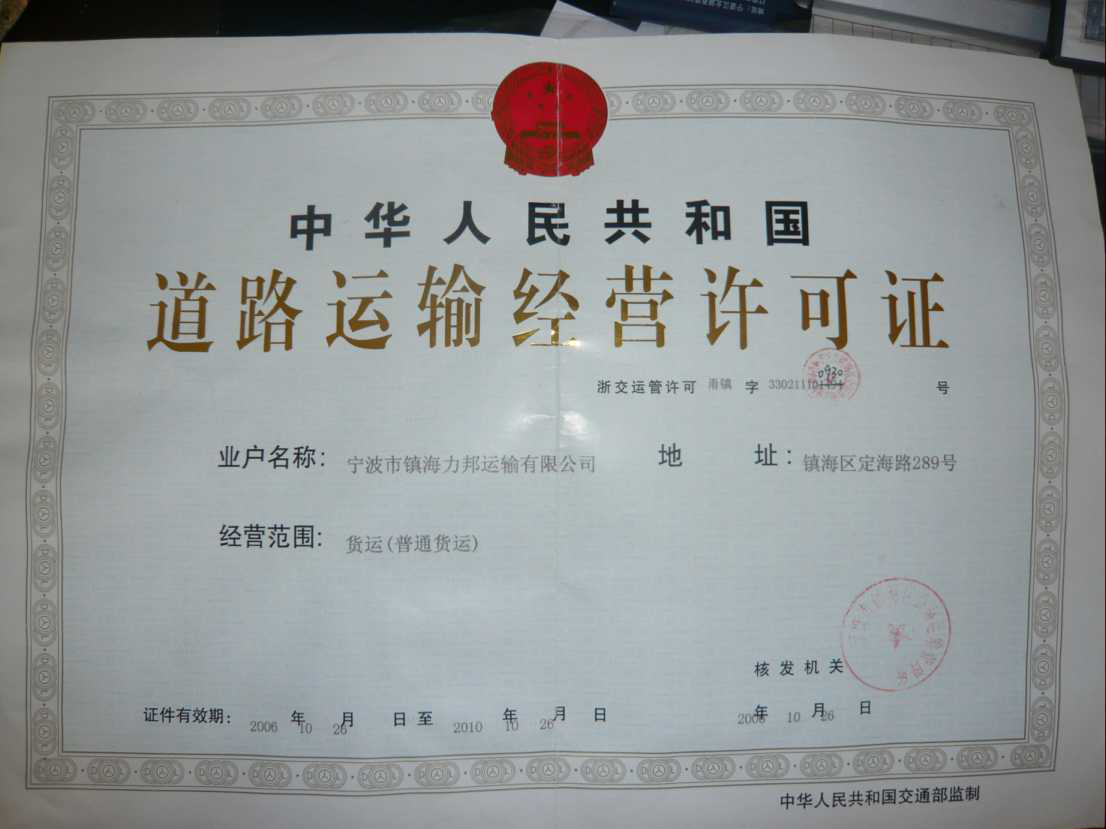 中华人民共和国
道路运输经营许可证
浙交运管许可 甬镇 字 33021110 0920 号
业户名称: 宁波市镇海力邦运输有限公司 地 址: 镇海区定海路289号
经营范围: 货运(普通货运)
核发机关
证件有效期: 2006 年 10 月 26 日至 2010 年 10 月 26 日 2006 年 10 月 26 日
中华人民共和国交通部监制